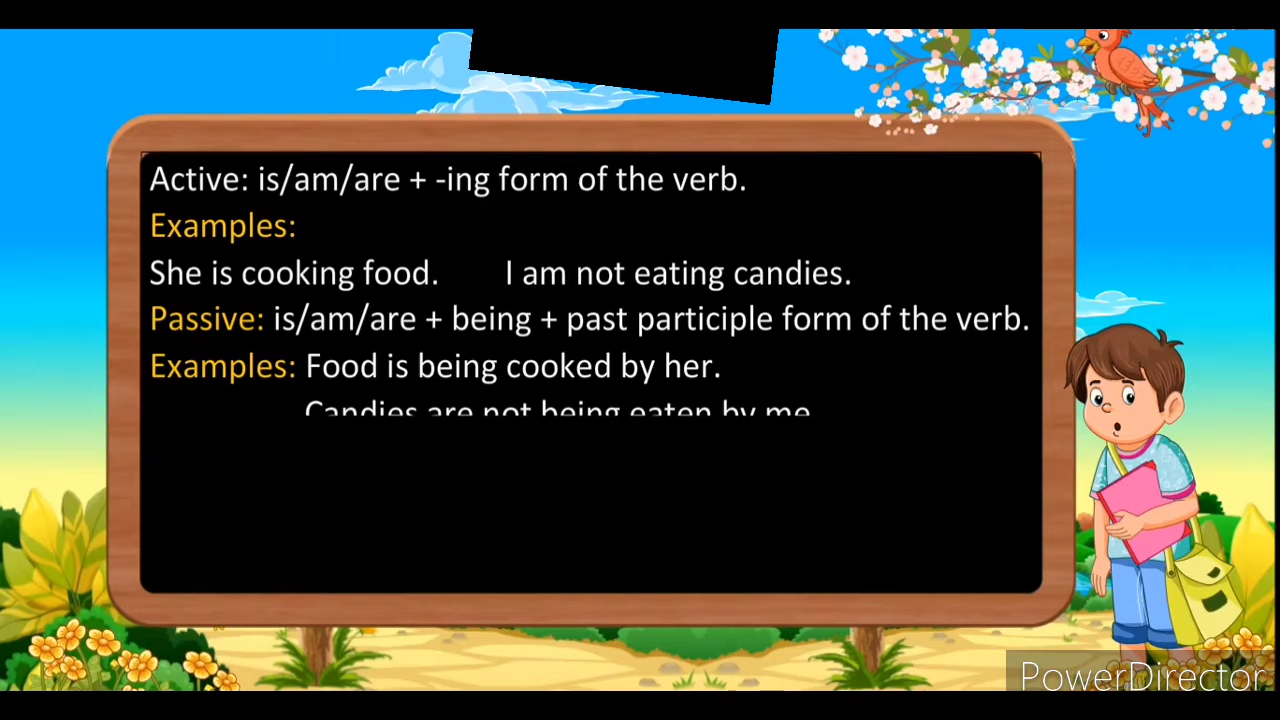 Active: is/am/are + -ing form of the verb.
Examples:
She is cooking food. I am not eating candies.
Passive: is/am/are + being + past participle form of the verb.
Examples: Food is being cooked by her.
Candies are not being eaten by me
PowerDirector